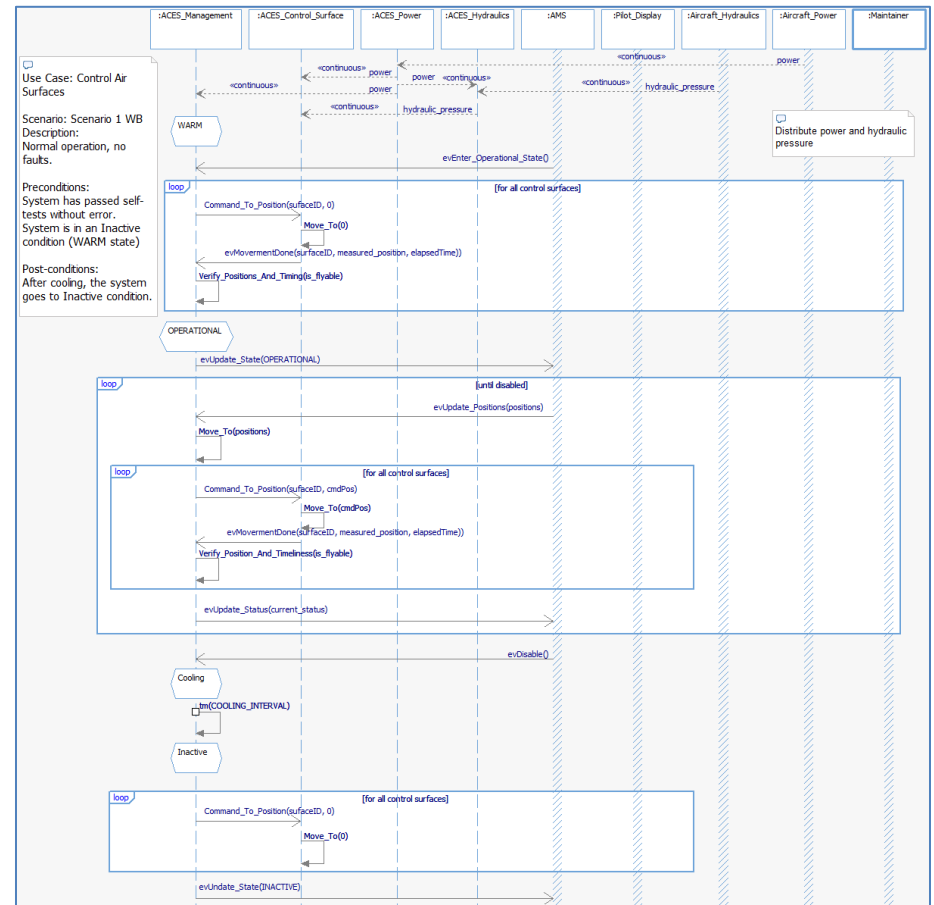 :ACES_Management
:ACES_Control_Surface
:ACES_Power
:ACES_Hydraulics
:AMS
:Pilot_Display
:Aircraft_Hydraulics
:Aircraft_Power
:Maintainer
Use Case: Control Air
Surfaces
Scenario: Scenario 1 WB
Description:
Normal operation, no
faults.
Preconditions:
System has passed self-
tests without error.
System is in an Inactive
condition (WARM state)
Post-conditions:
After cooling, the system
goes to Inactive condition.
«continuous»
power
«continuous»
power
power
«continuous»
«continuous»
power
«continuous»
hydraulic_pressure
«continuous»
hydraulic_pressure
Distribute power and hydraulic
pressure
WARM
evEnter_Operational_State()
loop
[for all control surfaces]
Command_To_Position(sufaceID, 0)
Move_To(0)
evMovermentDone(surfaceID, measured_position, elapsedTime))
Verify_Positions_And_Timing(is_flyable)
OPERATIONAL
evUpdate_State(OPERATIONAL)
loop
[until disabled]
evUpdate_Positions(positions)
Move_To(positions)
loop
[for all control surfaces]
Command_To_Position(sufaceID, cmdPos)
Move_To(cmdPos)
evMovermentDone(surfaceID, measured_position, elapsedTime))
Verify_Position_And_Timeliness(is_flyable)
evUpdate_Status(current_status)
evDisable()
Cooling
tm(COOLING_INTERVAL)
Inactive
loop
[for all control surfaces]
Command_To_Position(sufaceID, 0)
Move_To(0)
evUndate_State(INACTIVE)